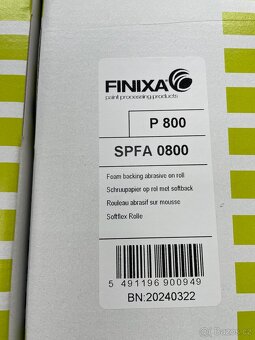 FINIXA
paint processing products
P 800
SPFA 0800
Foam backing abrasive on roll
Schruupapier op rol met softback
Rouleau abrasif sur mousse
Softflex Rolle
5 491196 900949
BN:20240322